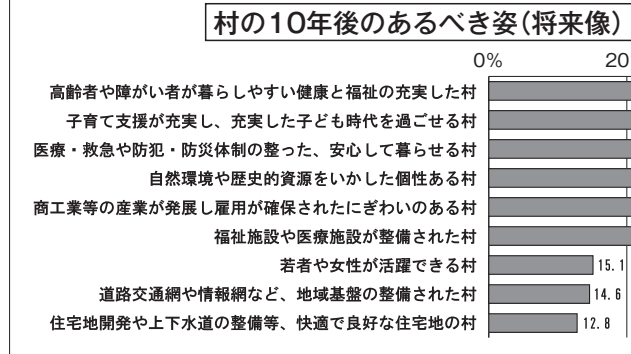 村の10年後のあるべき姿(将来像)
0% 20
高齢者や障がい者が暮らしやすい健康と福祉の充実した村
子育て支援が充実し、充実した子ども時代を過ごせる村
医療・救急や防犯・防災体制の整った、安心して暮らせる村
自然環境や歴史的資源をいかした個性ある村
商工業等の産業が発展し雇用が確保されたにぎわいのある村
福祉施設や医療施設が整備された村
若者や女性が活躍できる村 15.1
道路交通網や情報網など、地域基盤の整備された村 14.6
住宅地開発や上下水道の整備等、快適で良好な住宅地の村 12.8